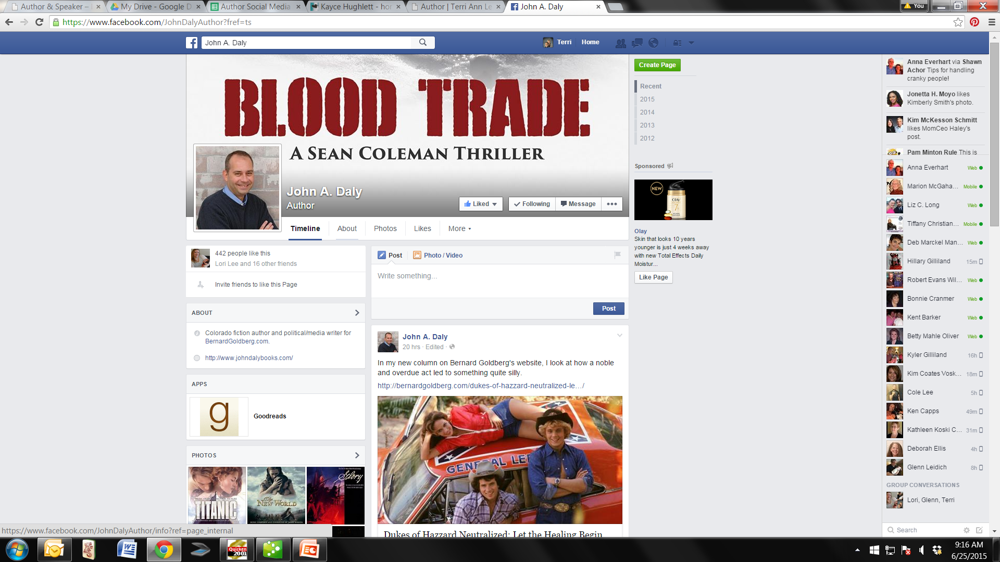 Author & Speaker –
My Drive - Google D
Author Social Media
Kayce Hughlett - hor
Author | Terri Ann Le
John A. Daly
You
https://www.facebook.com/JohnDalyAuthor?fref=ts
John A. Daly
Terri
Home
BLOOD TRADE
A SEAN COLEMAN THRILLER
John A. Daly
Author
Liked
Following
Message
Timeline
About
Photos
Likes
More
442 people like this
Lori Lee and 16 other friends
Invite friends to like this Page
ABOUT
Colorado fiction author and political/media writer for
BernardGoldberg.com.
http://www.johndalybooks.com/
APPS
g
Goodreads
PHOTOS
TITANIC
The
NEW WORLD
Glory
Post
Photo / Video
Write something...
Post
John A. Daly
20 hrs · Edited ·
In my new column on Bernard Goldberg's website, I look at how a noble
and overdue act led to something quite silly.
http://bernardgoldberg.com/dukes-of-hazzard-neutralized-le…/
GENERAL LEE
Dukes of Hazzard Neutralized: Let the Healing Begin
Create Page
Recent
2015
2014
2013
2012
Sponsored
NEW
OLAY
7
Olay
Skin that looks 10 years
younger is just 4 weeks away
with new Total Effects Daily
Moistur...
Like Page
Anna Everhart via Shawn
Achor Tips for handling
cranky people!
Jonetta H. Moyo likes
Kimberly Smith's photo.
Kim McKesson Schmitt
likes MomCeo Haley's
post.
Pam Minton Rule This is
Anna Everhart Web
Marion McGaha... Mobile
Liz C. Long Web
Tiffany Christian... Mobile
Deb Marckel Man... Web
Hillary Gilliland 15m
Robert Evans Wil... Web
Bonnie Cranmer Web
Kent Barker Web
Betty Mahle Oliver Web
Kyler Gilliland 16h
Kim Coates Vosk... 18m
Cole Lee 5h
Ken Capps 49m
Kathleen Koski C... 31m
Deborah Ellis 4h
Glenn Leidich 8h
GROUP CONVERSATIONS
Lori, Glenn, Terri
Search
https://www.facebook.com/JohnDalyAuthor/info?ref=page_internal
Quicken
2001
9:16 AM
6/25/2015